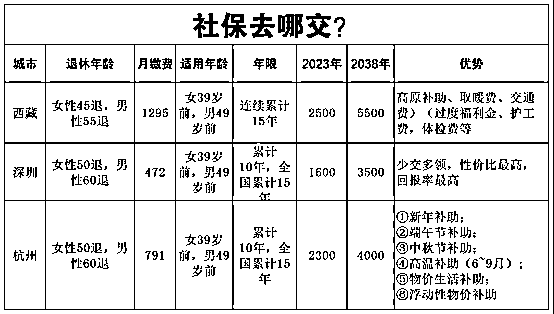 社保去哪交?
城市 退休年龄 月缴费 适用年龄 年限 2023年 2038年 优势
西藏 女性45退，男性55退 1295 女39岁前，男49岁前 连续累计15年 2500 5500 高原补助、取暖费、交通费）（过度福利金、护工费，体检费等
深圳 女性50退，男性60退 472 女39岁前，男49岁前 累计10年，全国累计15年 1600 3500 少交多领，性价比最高，回报率最高
杭州 女性50退，男性60退 791 女39岁前，男49岁前 累计10年，全国累计15年 2300 4000 ①新年补助；
②端午节补助；
③中秋节补助；
④高温补助（6~9月）；
⑤物价生活补助；
⑥浮动性物价补助